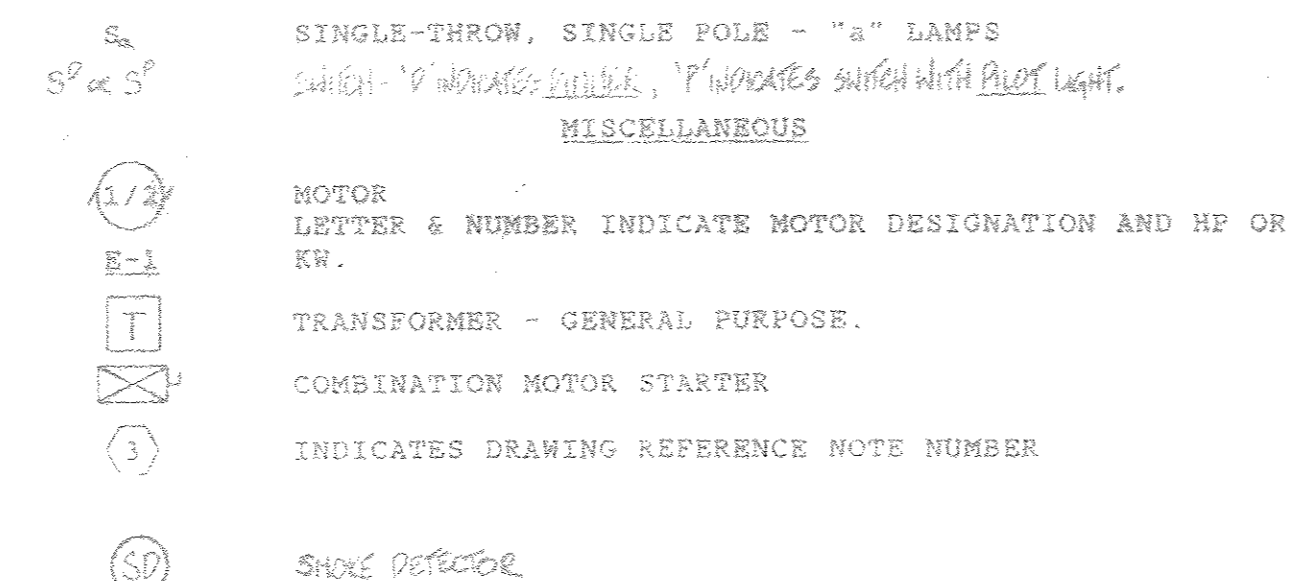 Sa SINGLE-THROW, SINGLE POLE - "a" LAMPS
S^D or S^P SWITCH - 'D' INDICATES DIMMER, 'P' INDICATES SWITCH WITH PILOT LIGHT.
MISCELLANEOUS
1/2 MOTOR
LETTER & NUMBER INDICATE MOTOR DESIGNATION AND HP OR
E-1 KW.
T TRANSFORMER - GENERAL PURPOSE.
COMBINATION MOTOR STARTER
3 INDICATES DRAWING REFERENCE NOTE NUMBER
SD SMOKE DETECTOR